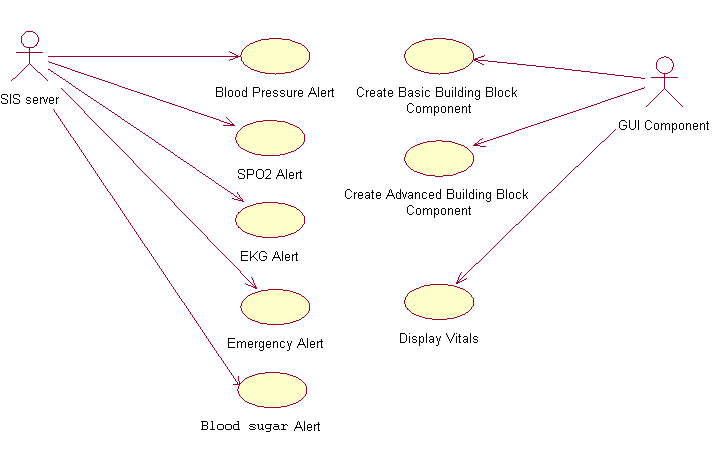 SIS server
Blood Pressure Alert
SPO2 Alert
EKG Alert
Emergency Alert
Blood sugar Alert
Create Basic Building Block
Component
Create Advanced Building Block
Component
Display Vitals
GUI Component